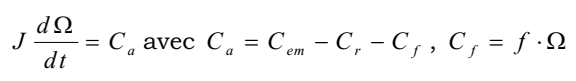 J dΩ/dt = C_a avec C_a = C_em − C_r − C_f , C_f = f · Ω